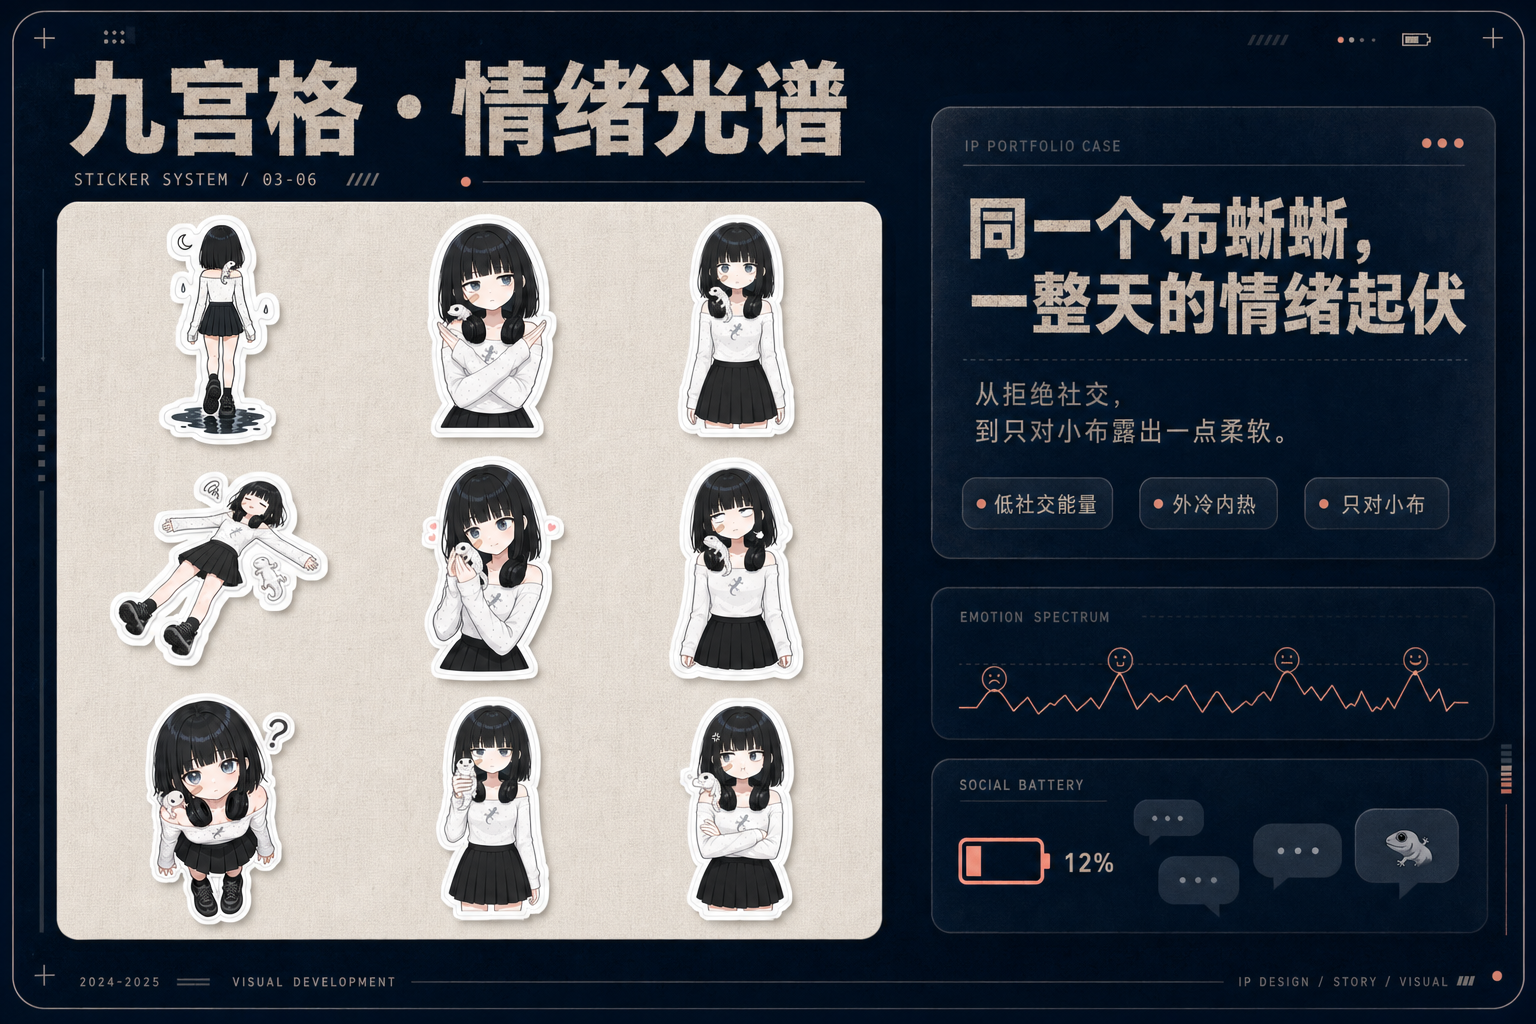 九宫格·情绪光谱
STICKER SYSTEM / 03-06
?
IP PORTFOLIO CASE
同一个布蜥蜥，
一整天的情绪起伏
从拒绝社交，
到只对小布露出一点柔软。
低社交能量
外冷内热
只对小布
EMOTION SPECTRUM
SOCIAL BATTERY
12%
2024-2025
VISUAL DEVELOPMENT
IP DESIGN / STORY / VISUAL